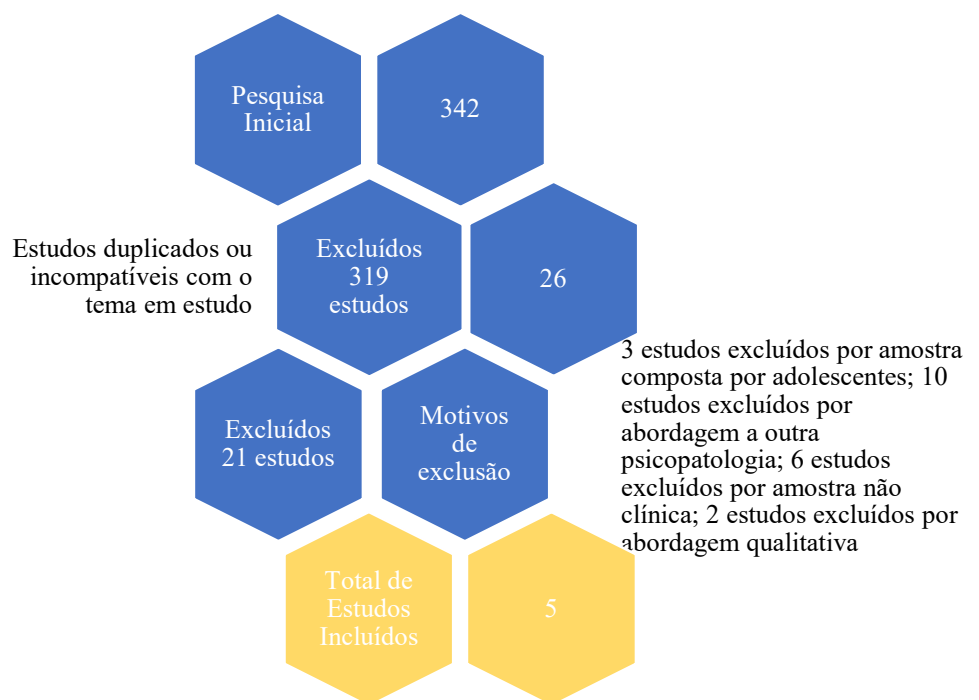 Pesquisa
Inicial
342
Estudos duplicados ou
incompatíveis com o
tema em estudo
Excluídos
319
estudos
26
Excluídos
21 estudos
Motivos
de
exclusão
3 estudos excluídos por amostra
composta por adolescentes; 10
estudos excluídos por
abordagem a outra
psicopatologia; 6 estudos
excluídos por amostra não
clínica; 2 estudos excluídos por
abordagem qualitativa
Total de
Estudos
Incluídos
5